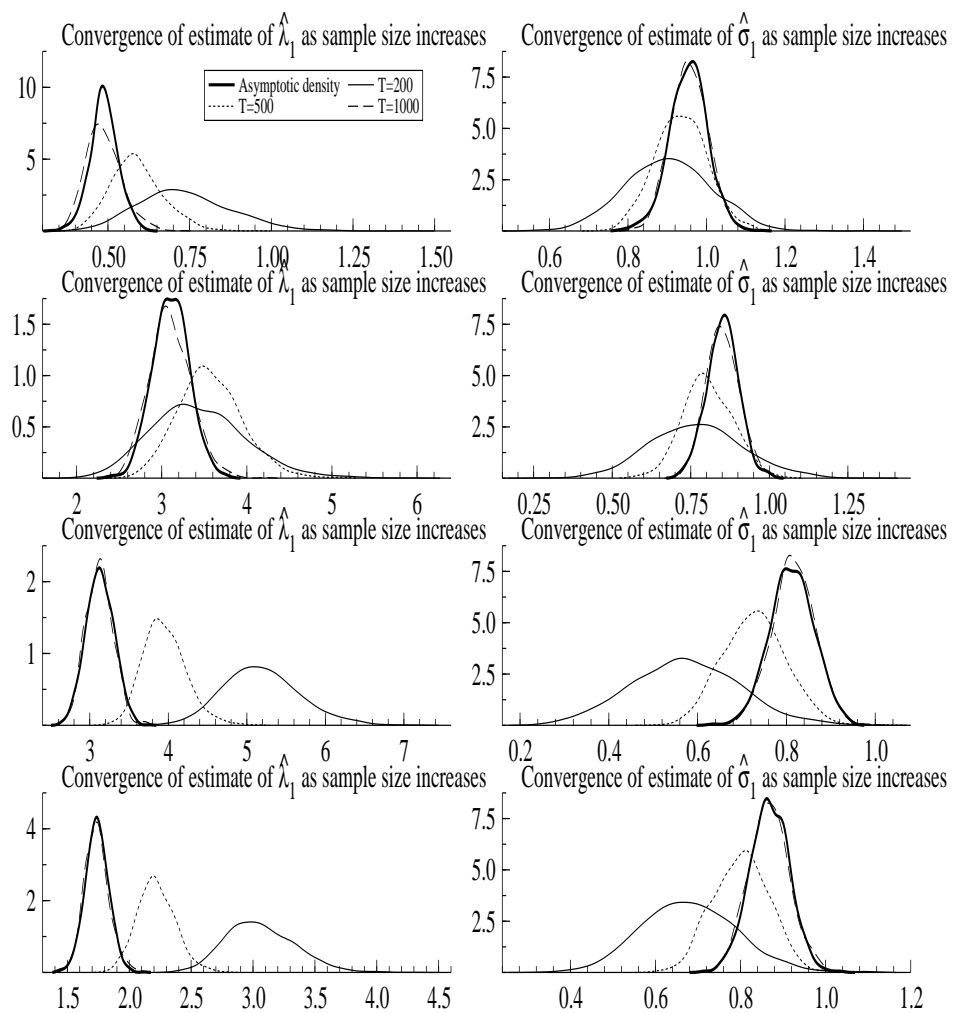 Convergence of estimate of λ̂₁ as sample size increases
10
5
Asymptotic density
T=200
T=500
T=1000
0.50 0.75 1.00 1.25 1.50
Convergence of estimate of σ̂₁ as sample size increases
7.5
5.0
2.5
0.6 0.8 1.0 1.2 1.4
Convergence of estimate of λ̂₁ as sample size increases
1.5
1.0
0.5
2 3 4 5 6
Convergence of estimate of σ̂₁ as sample size increases
7.5
5.0
2.5
0.25 0.50 0.75 1.00 1.25
Convergence of estimate of λ̂₁ as sample size increases
2
1
3 4 5 6 7
Convergence of estimate of σ̂₁ as sample size increases
7.5
5.0
2.5
0.2 0.4 0.6 0.8 1.0
Convergence of estimate of λ̂₁ as sample size increases
4
2
1.5 2.0 2.5 3.0 3.5 4.0 4.5
Convergence of estimate of σ̂₁ as sample size increases
7.5
5.0
2.5
0.4 0.6 0.8 1.0 1.2